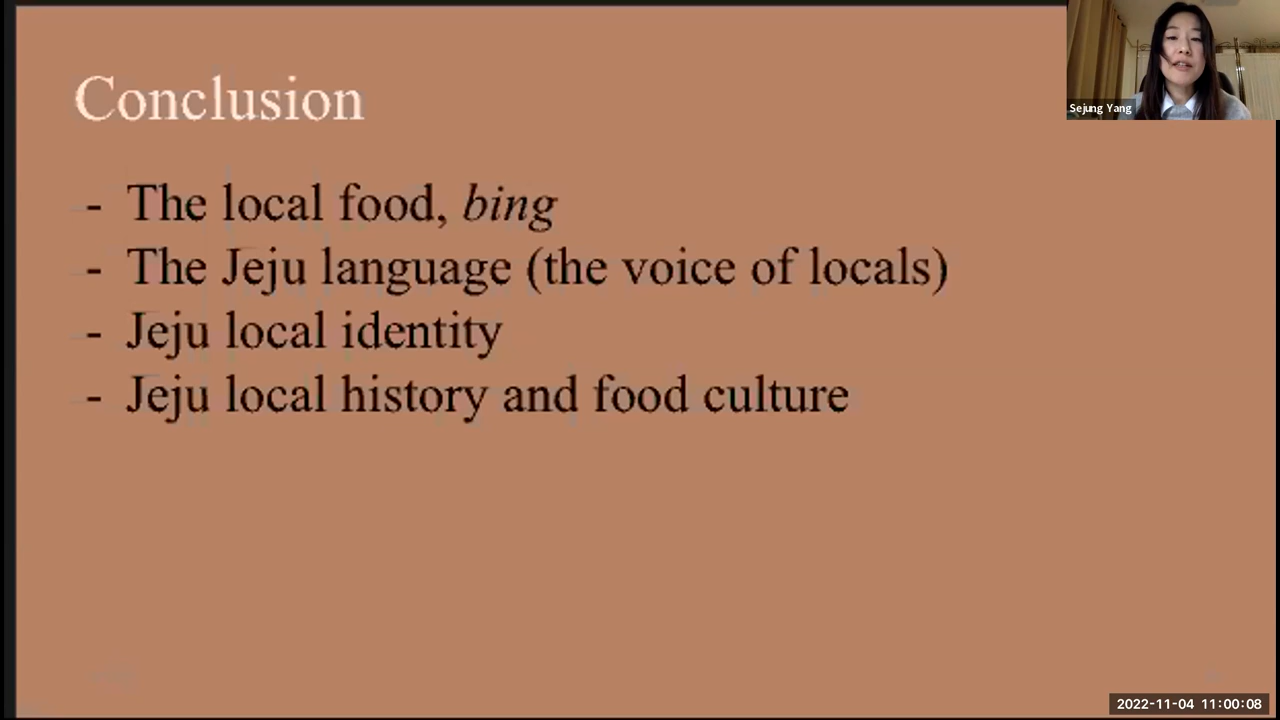 Conclusion
- The local food, bing
- The Jeju language (the voice of locals)
- Jeju local identity
- Jeju local history and food culture
Sejung Yang
2022-11-04 11:00:08